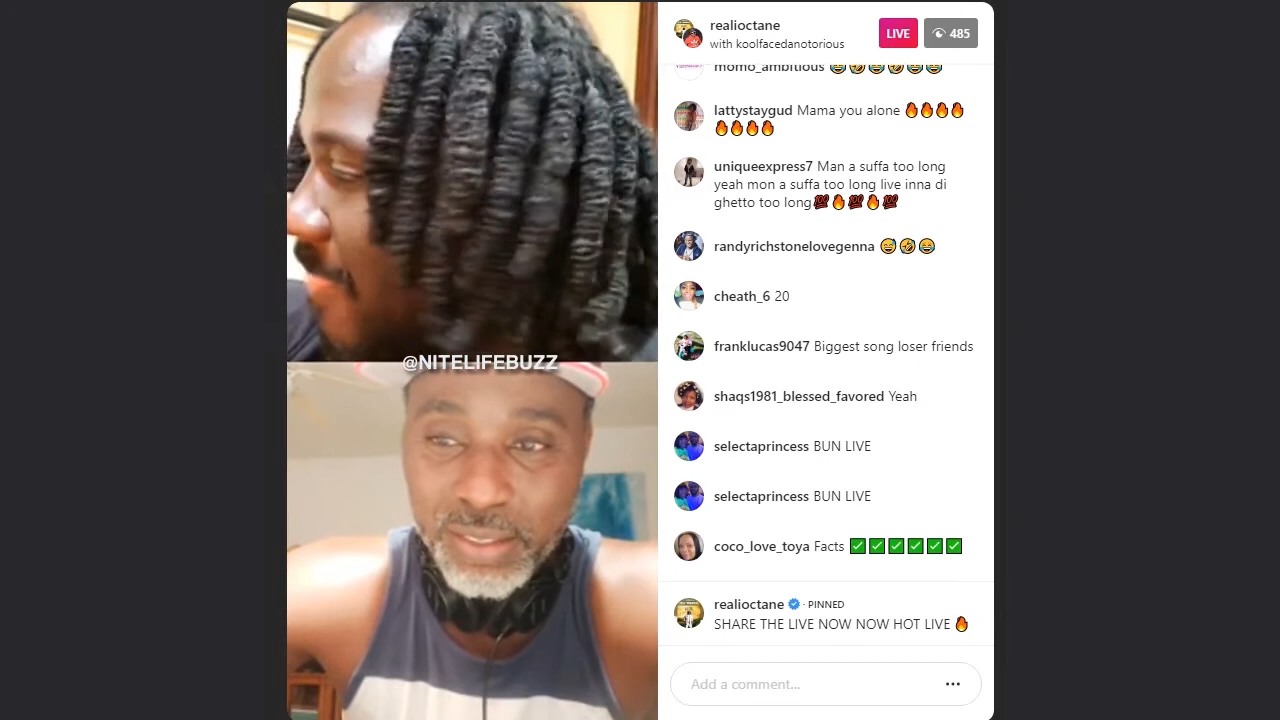 realioctane
with koolfacedanotorious
LIVE
485
momo_ambitious 😂🤣😂🤣😂😂
lattystaygud Mama you alone 🔥🔥🔥🔥
🔥🔥🔥🔥
uniqueexpress7 Man a suffa too long
yeah mon a suffa too long live inna di
ghetto too long💯🔥💯🔥💯
randyrichstonelovegenna 😅🤣😂
cheath_6 20
franklucas9047 Biggest song loser friends
shaqs1981_blessed_favored Yeah
selectaprincess BUN LIVE
selectaprincess BUN LIVE
coco_love_toya Facts ✅✅✅✅✅✅
realioctane · PINNED
SHARE THE LIVE NOW NOW HOT LIVE 🔥
Add a comment...
@NITELIFEBUZZ